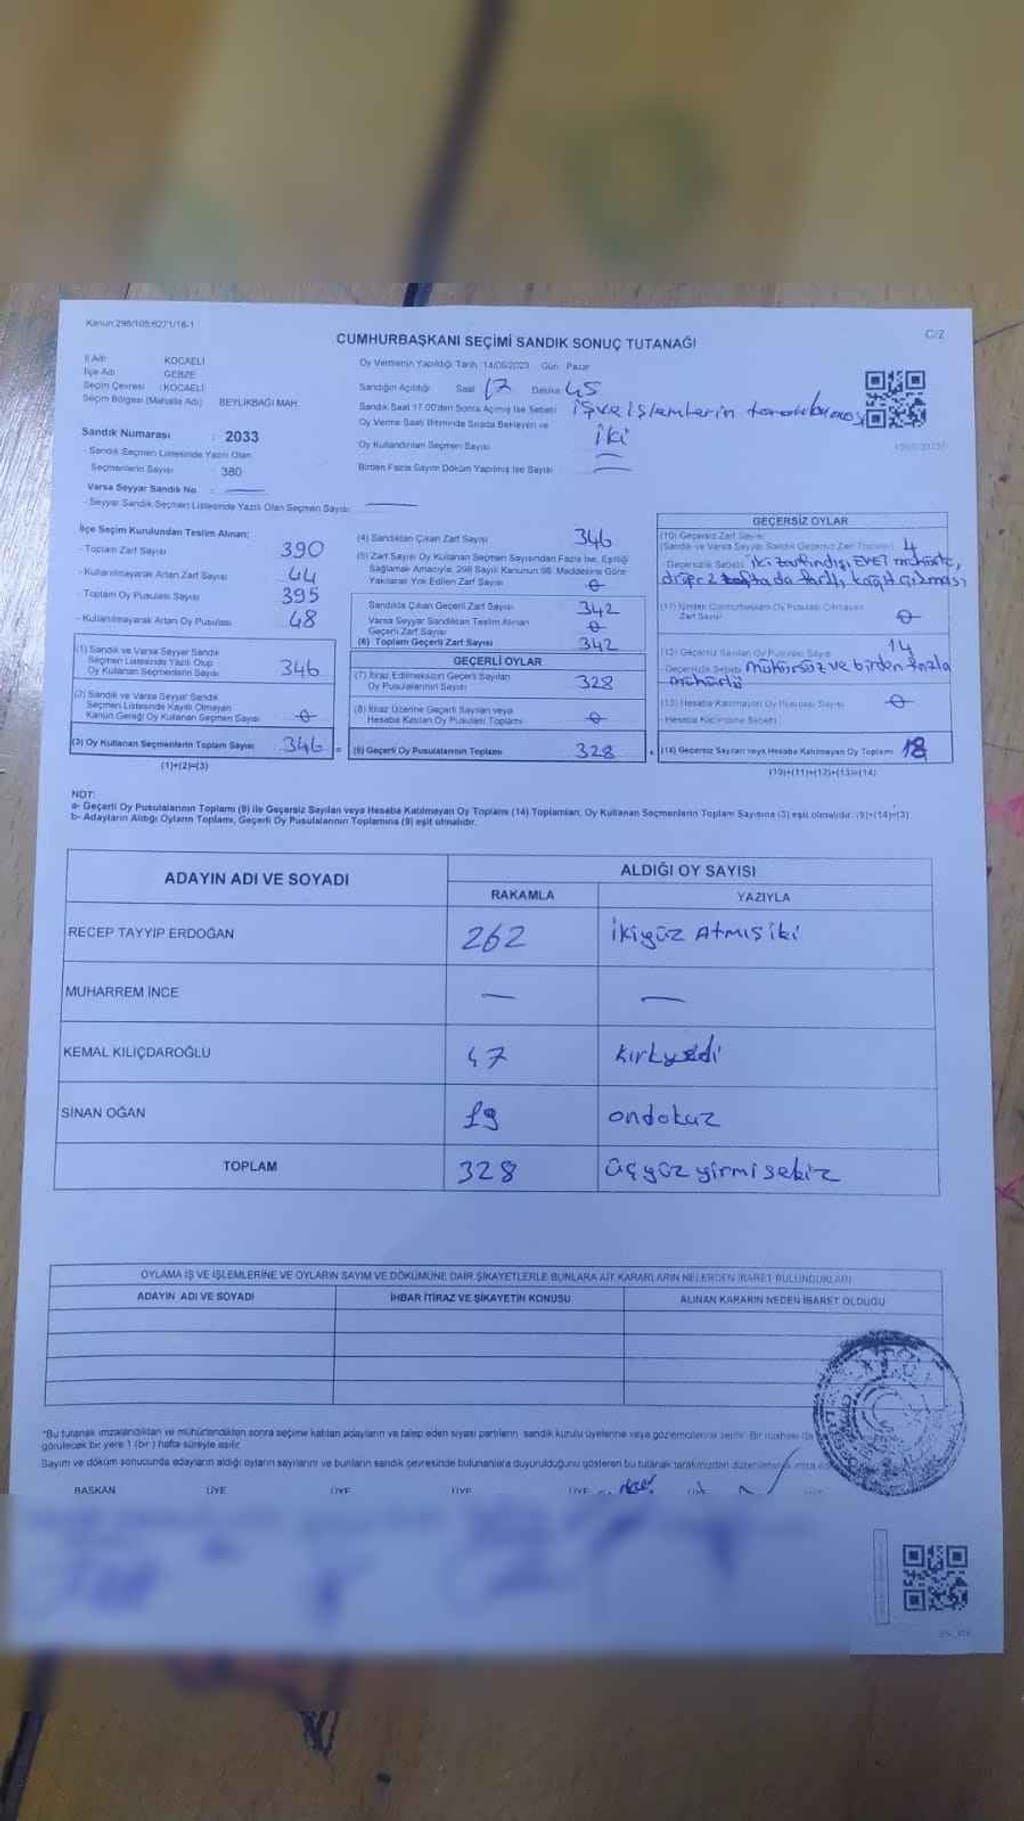 Kanun:298/105;6271/16-1
C/2
CUMHURBAŞKANI SEÇİMİ SANDIK SONUÇ TUTANAĞI
İl Adı : KOCAELİ
İlçe Adı : GEBZE
Seçim Çevresi : KOCAELİ
Seçim Bölgesi (Mahalle Adı) BEYLİKBAĞI MAH.
Sandık Numarası : 2033
- Sandık Seçmen Listesinde Yazılı Olan
Seçmenlerin Sayısı : 380
Varsa Seyyar Sandık No : —
- Seyyar Sandık Seçmen Listesinde Yazılı Olan Seçmen Sayısı: —
Oy Vermenin Yapıldığı Tarih :14/05/2023 Gün: Pazar
Sandığın Açıldığı Saat 17 Dakika 45
Sandık Saat 17.00'den Sonra Açılmış İse Sebebi: işve işlemlerin
Oy Verme Saati Bitiminde Sırada Bekleyen ve
Oy Kullandırılan Seçmen Sayısı iki
Birden Fazla Sayım Döküm Yapılmış İse Sayısı —
İlçe Seçim Kurulundan Teslim Alınan:
- Toplam Zarf Sayısı 390
- Kullanılmayarak Artan Zarf Sayısı 44
- Toplam Oy Pusulası Sayısı 395
- Kullanılmayarak Artan Oy Pusulası 48
(1) Sandık ve Varsa Seyyar Sandık
Seçmen Listesinde Yazılı Olup
Oy Kullanan Seçmenlerin Sayısı 346
(2) Sandık ve Varsa Seyyar Sandık
Seçmen Listesinde Kayıtlı Olmayan
Kanun Gereği Oy Kullanan Seçmen Sayısı 0
(3) Oy Kullanan Seçmenlerin Toplam Sayısı 346 =
(1)+(2)=(3)
(4) Sandıktan Çıkan Zarf Sayısı 346
(5) Zarf Sayısı Oy Kullanan Seçmen Sayısından Fazla İse, Eşitliği
Sağlamak Amacıyla, 298 Sayılı Kanunun 98. Maddesine Göre
Yakılarak Yok Edilen Zarf Sayısı 0
Sandıkta Çıkan Geçerli Zarf Sayısı 342
Varsa Seyyar Sandıktan Teslim Alınan
Geçerli Zarf Sayısı 0
(6) Toplam Geçerli Zarf Sayısı 342
GEÇERLİ OYLAR
(7) İtiraz Edilmeksizin Geçerli Sayılan
Oy Pusulalarının Sayısı 328
(8) İtiraz Üzerine Geçerli Sayılan veya
Hesaba Katılan Oy Pusulası Toplamı 0
(9) Geçerli Oy Pusulalarının Toplamı 328 +
GEÇERSİZ OYLAR
(10) Geçersiz Zarf Sayısı
(Sandık ve Varsa Seyyar Sandık Geçersiz Zarf Toplamı) 4
Geçersizlik Sebebi: iki zarfındışı EVET mühürlü,
diğer 2 da farklı kağıt çıkması
Zarf Sayısı 0
(12) Geçersiz Sayılan Oy Pusulası Sayısı 14
Geçersizlik Sebebi mühürsüz ve birden fazla
mühürlü
(13) Hesaba Katılmayan Oy Pusulası Sayısı 0
Hesaba Katılmama Sebebi:
(14) Geçersiz Sayılan veya Hesaba Katılmayan Oy Toplamı 18
(10)+(11)+(12)+(13)=(14)
NOT:
a- Geçerli Oy Pusulalarının Toplamı (9) ile Geçersiz Sayılan veya Hesaba Katılmayan Oy Toplamı (14) Toplamları, Oy Kullanan Seçmenlerin Toplam Sayısına (3) eşit olmalıdır. (9)+(14)=(3)
b- Adayların Aldığı Oyların Toplamı, Geçerli Oy Pusulalarının Toplamına (9) eşit olmalıdır.
ADAYIN ADI VE SOYADI
ALDIĞI OY SAYISI
RAKAMLA YAZIYLA
RECEP TAYYİP ERDOĞAN 262 ikiyüz Atmışiki
MUHARREM İNCE — —
KEMAL KILIÇDAROĞLU 47 kırkyedi
SİNAN OĞAN 19 ondokuz
TOPLAM 328 üçyüz yirmi sekiz
OYLAMA İŞ VE İŞLEMLERİNE VE OYLARIN SAYIM VE DÖKÜMÜNE DAİR ŞİKAYETLERLE BUNLARA AİT KARARLARIN NELERDEN İBARET BULUNDUKLARI
ADAYIN ADI VE SOYADI İHBAR İTİRAZ VE ŞİKAYETİN KONUSU ALINAN KARARIN NEDEN İBARET OLDUĞU
*Bu tutanak imzalandıktan ve mühürlendikten sonra seçime katılan adayların ve talep eden siyasi partilerin sandık kurulu üyelerine veya gözlemcilerine verilir. Bir nüshası da
görülecek bir yere 1 (bir) hafta süreyle asılır.
Sayım ve döküm sonucunda adayların aldığı oyların sayılarını ve bunların sandık çevresinde bulunanlara duyurulduğunu gösteren bu tutanak tarafımızdan
BAŞKAN ÜYE ÜYE ÜYE ÜYE